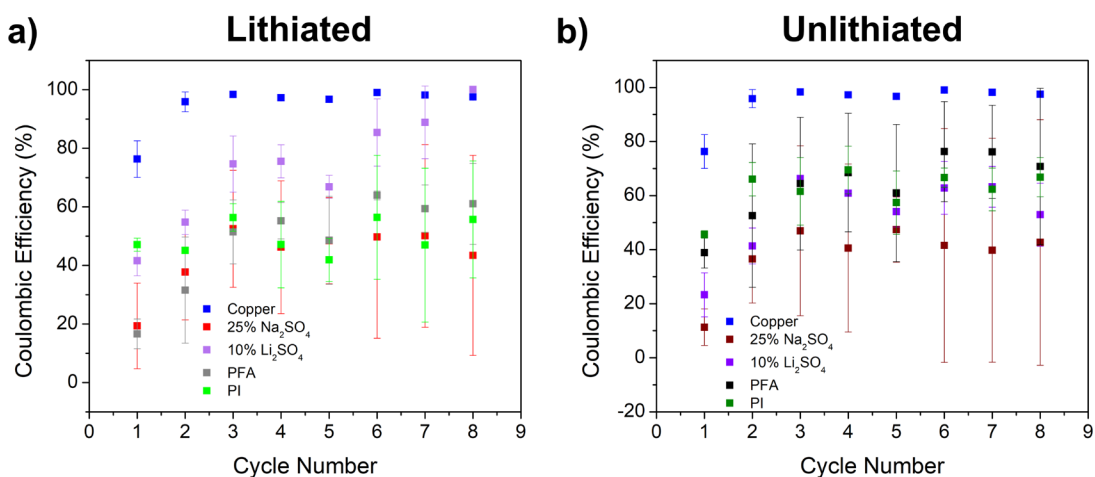 a)
Lithiated
Coulombic Efficiency (%)
100
80
60
40
20
0
Copper
25% Na₂SO₄
10% Li₂SO₄
PFA
PI
0 1 2 3 4 5 6 7 8 9
Cycle Number
b)
Unlithiated
Coulombic Efficiency (%)
100
80
60
40
20
0
-20
Copper
25% Na₂SO₄
10% Li₂SO₄
PFA
PI
0 1 2 3 4 5 6 7 8 9
Cycle Number